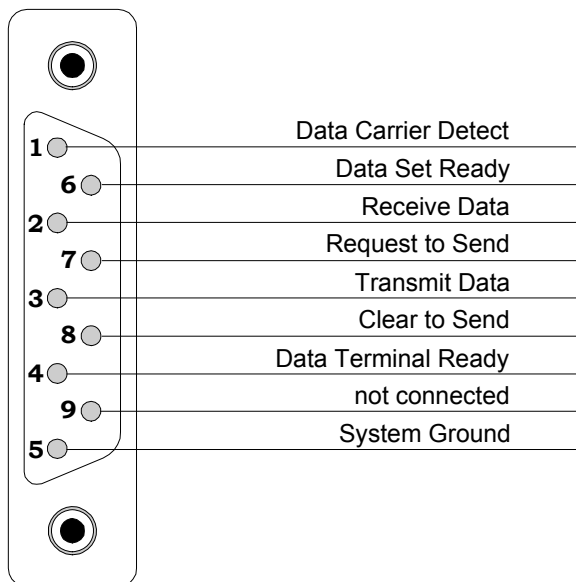 1 Data Carrier Detect
6 Data Set Ready
2 Receive Data
7 Request to Send
3 Transmit Data
8 Clear to Send
4 Data Terminal Ready
9 not connected
5 System Ground